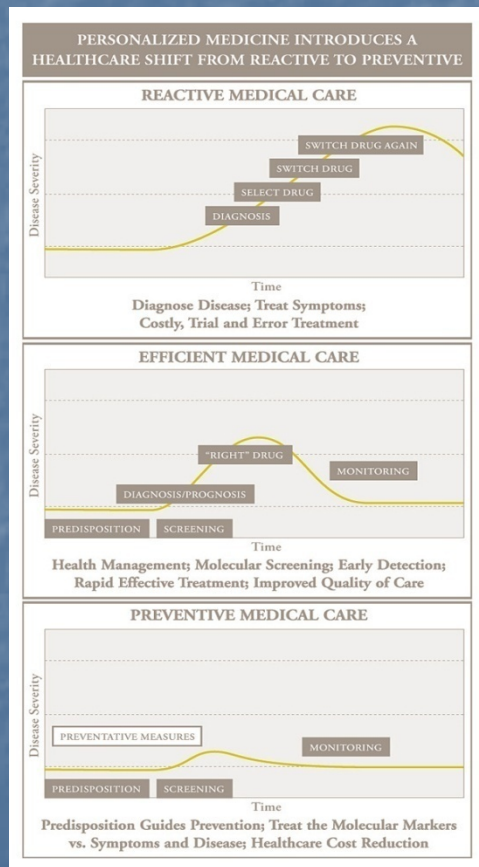 PERSONALIZED MEDICINE INTRODUCES A
HEALTHCARE SHIFT FROM REACTIVE TO PREVENTIVE
REACTIVE MEDICAL CARE
Disease Severity
SWITCH DRUG AGAIN
SWITCH DRUG
SELECT DRUG
DIAGNOSIS
Time
Diagnose Disease; Treat Symptoms;
Costly, Trial and Error Treatment
EFFICIENT MEDICAL CARE
Disease Severity
"RIGHT" DRUG
MONITORING
DIAGNOSIS/PROGNOSIS
PREDISPOSITION
SCREENING
Time
Health Management; Molecular Screening; Early Detection;
Rapid Effective Treatment; Improved Quality of Care
PREVENTIVE MEDICAL CARE
Disease Severity
PREVENTATIVE MEASURES
MONITORING
PREDISPOSITION
SCREENING
Time
Predisposition Guides Prevention; Treat the Molecular Markers
vs. Symptoms and Disease; Healthcare Cost Reduction